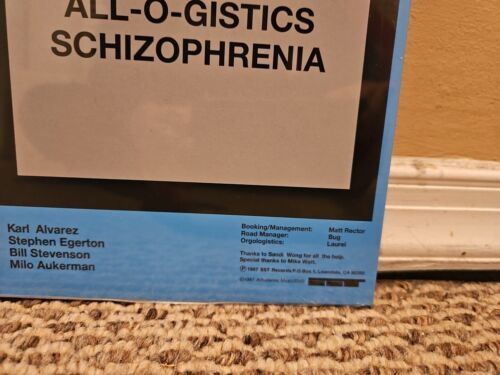 ALL-O-GISTICS
SCHIZOPHRENIA
Karl Alvarez
Stephen Egerton
Bill Stevenson
Milo Aukerman
Booking/Management: Matt Rector
Road Manager: Bug
Orgologistics: Laurel
Thanks to Sandi Wong for all the help.
Special thanks to Mike Watt.
℗ 1987 SST Records P.O. Box 1, Lawndale, CA 90260
©1987